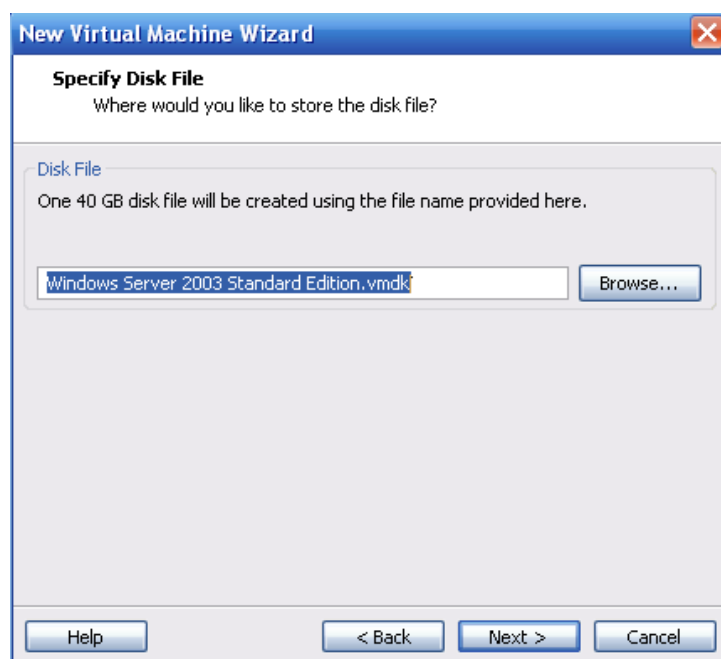 New Virtual Machine Wizard
Specify Disk File
Where would you like to store the disk file?
Disk File
One 40 GB disk file will be created using the file name provided here.
Windows Server 2003 Standard Edition.vmdk
Browse...
Help
< Back
Next >
Cancel